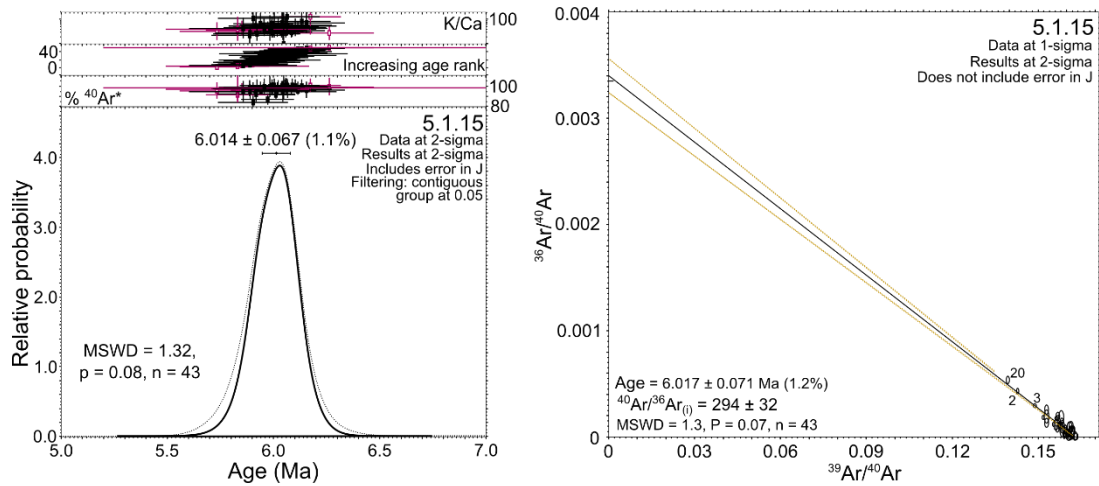 K/Ca
100
40
0
Increasing age rank
% ⁴⁰Ar*
100
80
5.1.15
6.014 ± 0.067 (1.1%)
Data at 2-sigma
Results at 2-sigma
Includes error in J
Filtering: contiguous
group at 0.05
Relative probability
4.0
3.0
2.0
1.0
0.0
MSWD = 1.32,
p = 0.08, n = 43
5.0
5.5
6.0
6.5
7.0
Age (Ma)
5.1.15
Data at 1-sigma
Results at 2-sigma
Does not include error in J
³⁶Ar/⁴⁰Ar
0.004
0.003
0.002
0.001
0
20
2
3
4
Age = 6.017 ± 0.071 Ma (1.2%)
⁴⁰Ar/³⁶Ar(i) = 294 ± 32
MSWD = 1.3, P = 0.07, n = 43
0
0.03
0.06
0.09
0.12
0.15
³⁹Ar/⁴⁰Ar